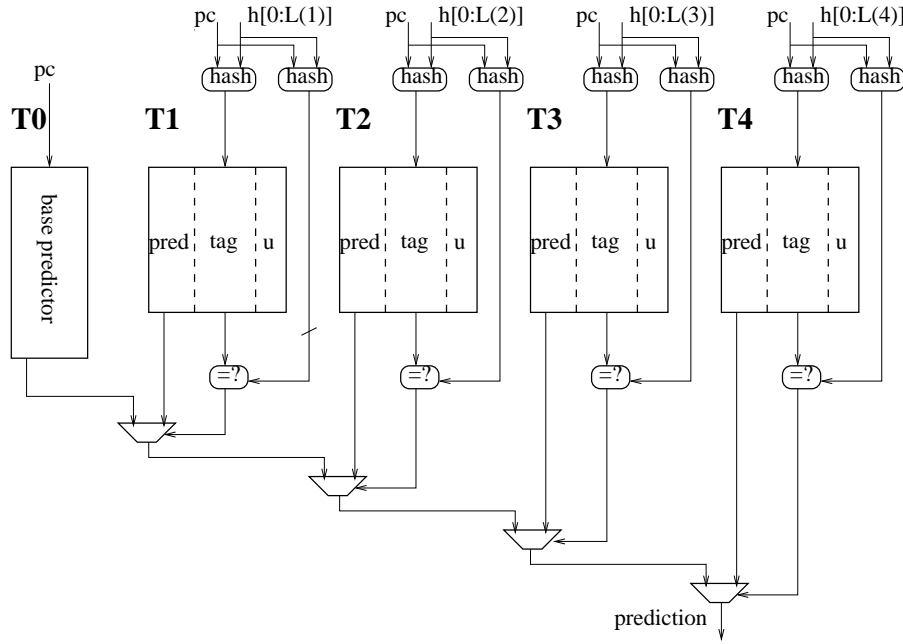 pc h[0:L(1)] pc h[0:L(2)] pc h[0:L(3)] pc h[0:L(4)]
hash hash hash hash hash hash hash hash
pc
T0 T1 T2 T3 T4
base predictor
pred tag u pred tag u pred tag u pred tag u
=? =? =? =?
prediction